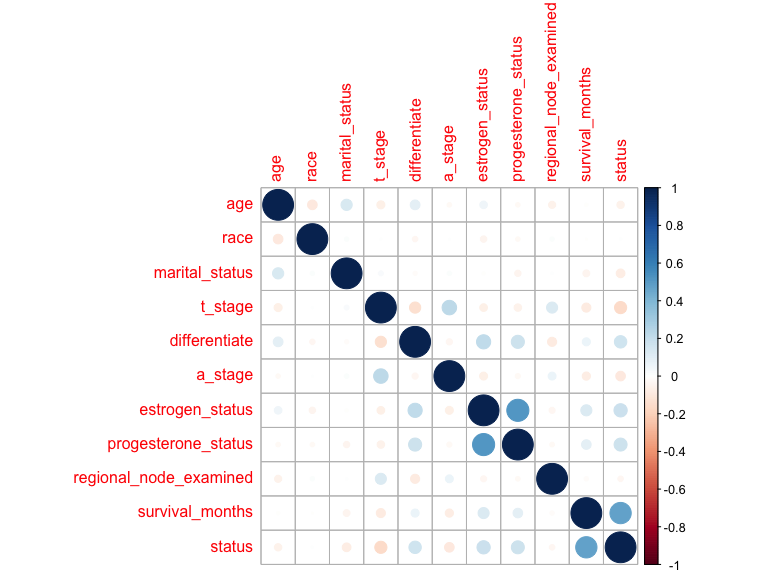 age
race
marital_status
t_stage
differentiate
a_stage
estrogen_status
progesterone_status
regional_node_examined
survival_months
status
age
race
marital_status
t_stage
differentiate
a_stage
estrogen_status
progesterone_status
regional_node_examined
survival_months
status
1
0.8
0.6
0.4
0.2
0
-0.2
-0.4
-0.6
-0.8
-1